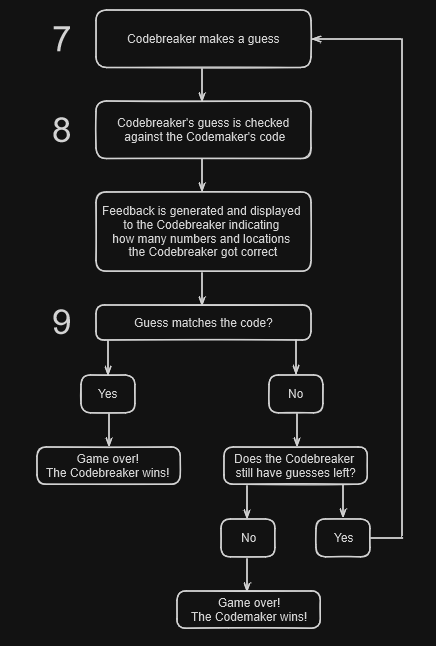 7
Codebreaker makes a guess
8
Codebreaker's guess is checked
against the Codemaker's code
Feedback is generated and displayed
to the Codebreaker indicating
how many numbers and locations
the Codebreaker got correct
9
Guess matches the code?
Yes
No
Game over!
The Codebreaker wins!
Does the Codebreaker
still have guesses left?
No
Yes
Game over!
The Codemaker wins!